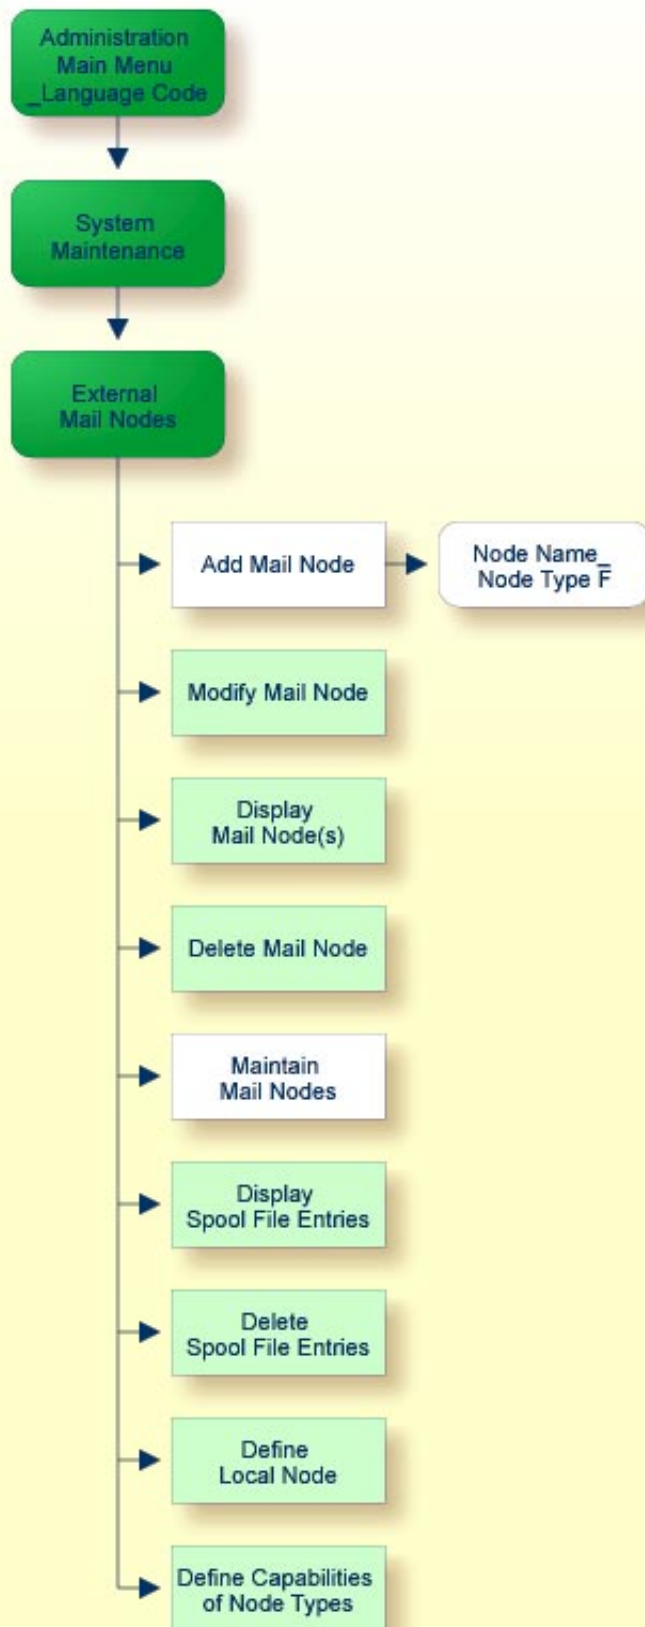 Administration
Main Menu
_Language Code
System
Maintenance
External
Mail Nodes
Add Mail Node
Node Name_
Node Type F
Modify Mail Node
Display
Mail Node(s)
Delete Mail Node
Maintain
Mail Nodes
Display
Spool File Entries
Delete
Spool File Entries
Define
Local Node
Define Capabilities
of Node Types